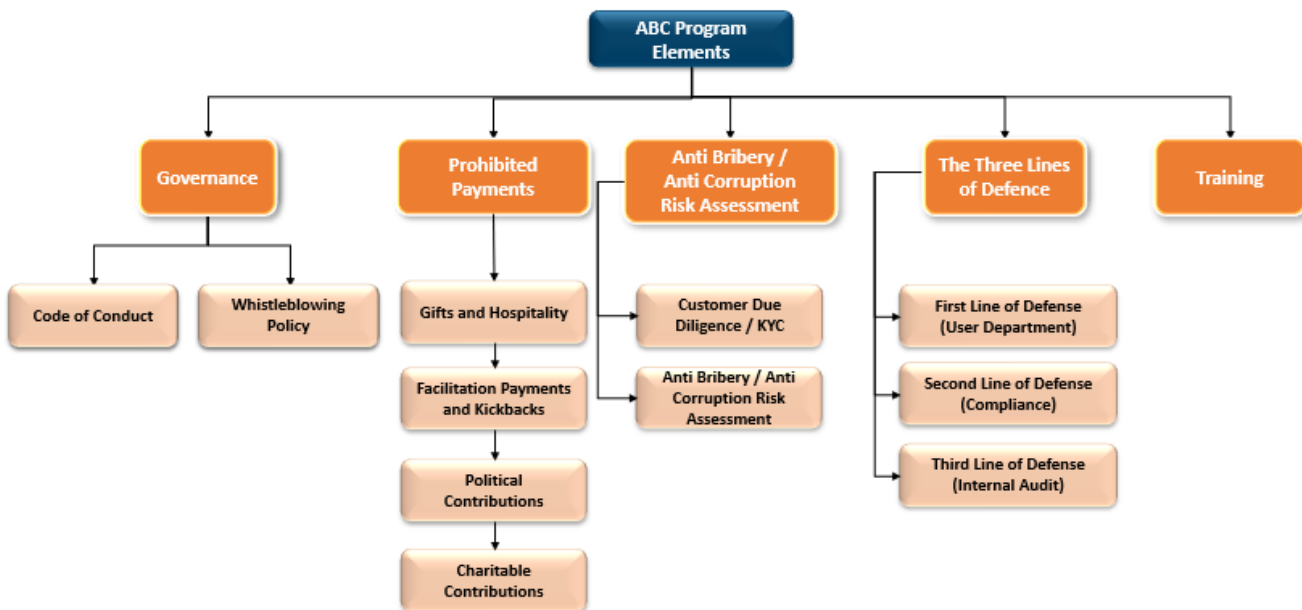 ABC Program
Elements
Governance
Prohibited
Payments
Anti Bribery /
Anti Corruption
Risk Assessment
The Three Lines
of Defence
Training
Code of Conduct
Whistleblowing
Policy
Gifts and Hospitality
Facilitation Payments
and Kickbacks
Political
Contributions
Charitable
Contributions
Customer Due
Diligence / KYC
Anti Bribery / Anti
Corruption Risk
Assessment
First Line of Defense
(User Department)
Second Line of Defense
(Compliance)
Third Line of Defense
(Internal Audit)